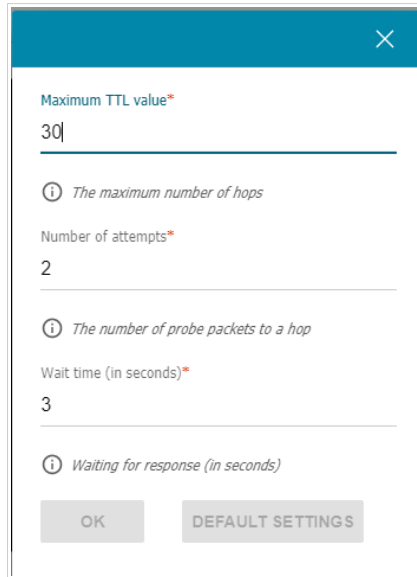 Maximum TTL value*
30
The maximum number of hops
Number of attempts*
2
The number of probe packets to a hop
Wait time (in seconds)*
3
Waiting for response (in seconds)
OK DEFAULT SETTINGS